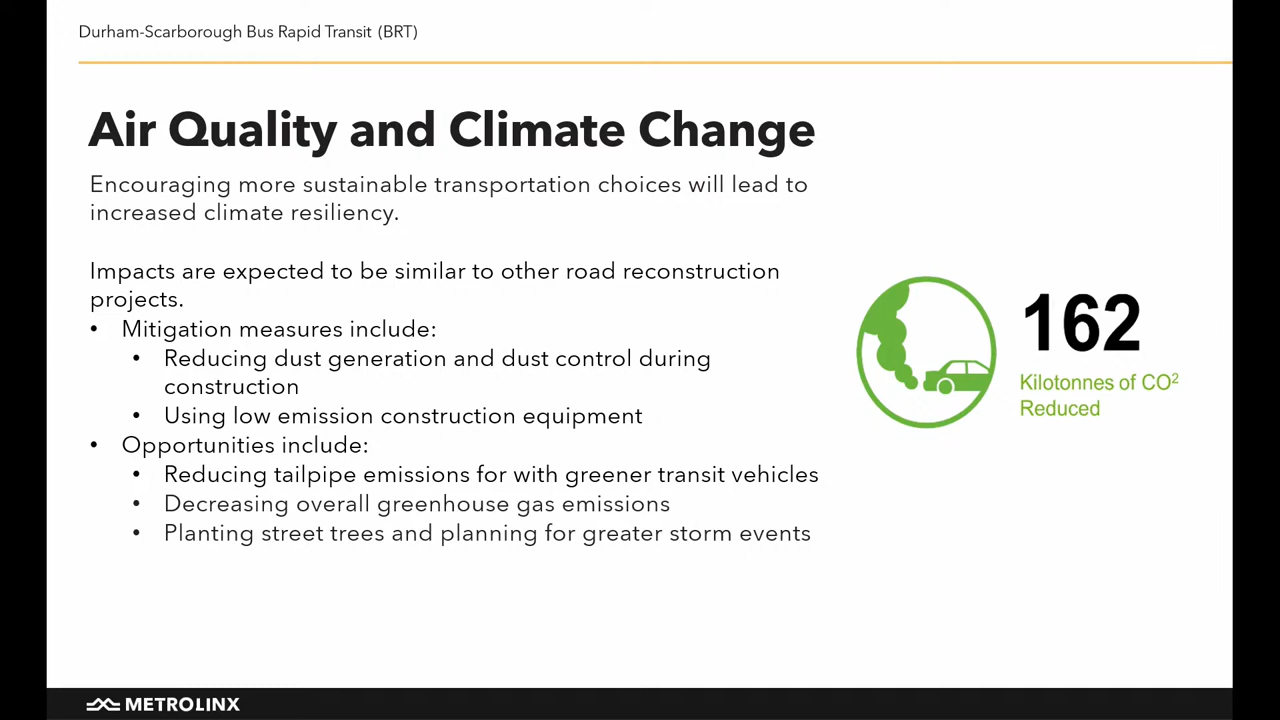 Durham-Scarborough Bus Rapid Transit (BRT)
Air Quality and Climate Change
Encouraging more sustainable transportation choices will lead to
increased climate resiliency.
Impacts are expected to be similar to other road reconstruction
projects.
• Mitigation measures include:
• Reducing dust generation and dust control during
construction
• Using low emission construction equipment
• Opportunities include:
• Reducing tailpipe emissions for with greener transit vehicles
• Decreasing overall greenhouse gas emissions
• Planting street trees and planning for greater storm events
162
Kilotonnes of CO²
Reduced
METROLINX